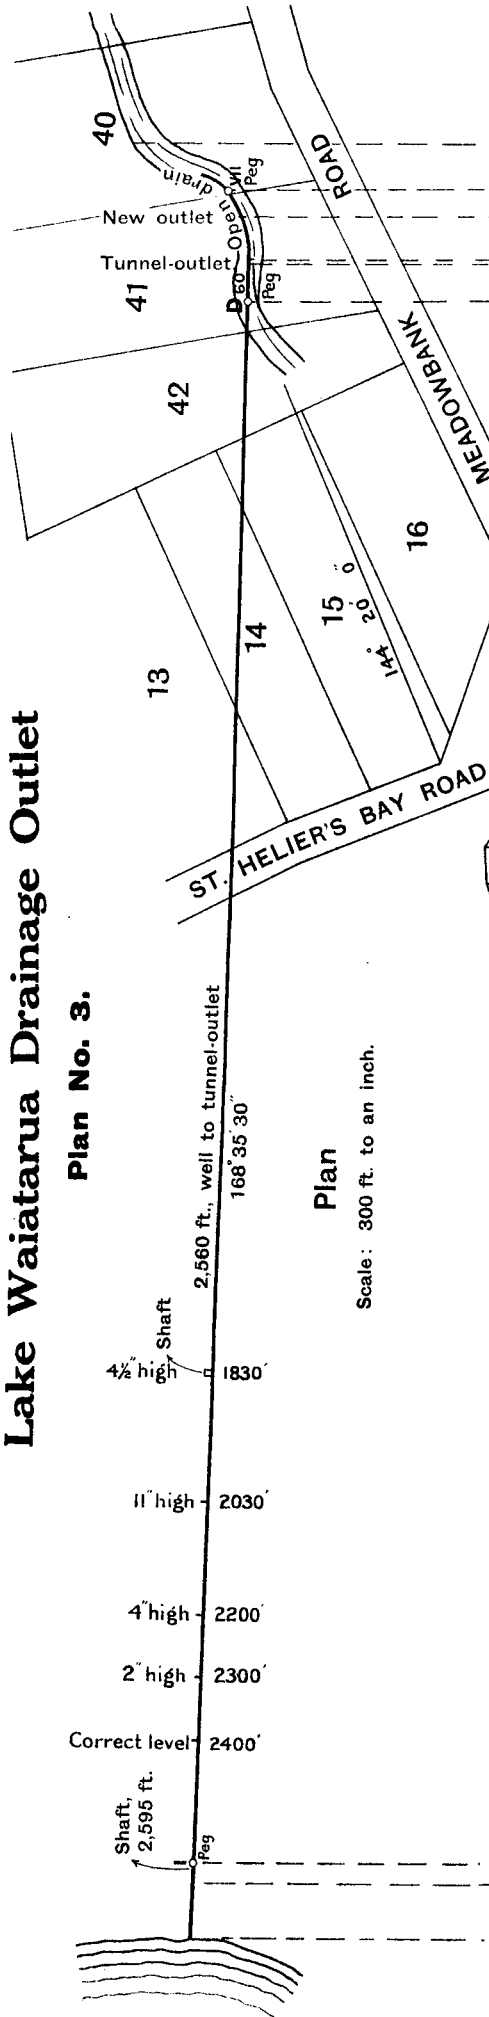 Lake Waiatarua Drainage Outlet
Plan No. 3.
40
Open drain
VII
Peg
ROAD
New outlet
Tunnel-outlet
41
D 60
Peg
42
MEADOWBANK
16
15
14° 20' 0"
14
13
ST. HELIER'S BAY ROAD
2,560 ft., well to tunnel-outlet
168° 35' 30"
Plan
Scale: 300 ft. to an inch.
Shaft
4½" high
1830'
11" high
2030'
4" high
2200'
2" high
2300'
Correct level
2400'
Shaft,
2,595 ft.
Peg